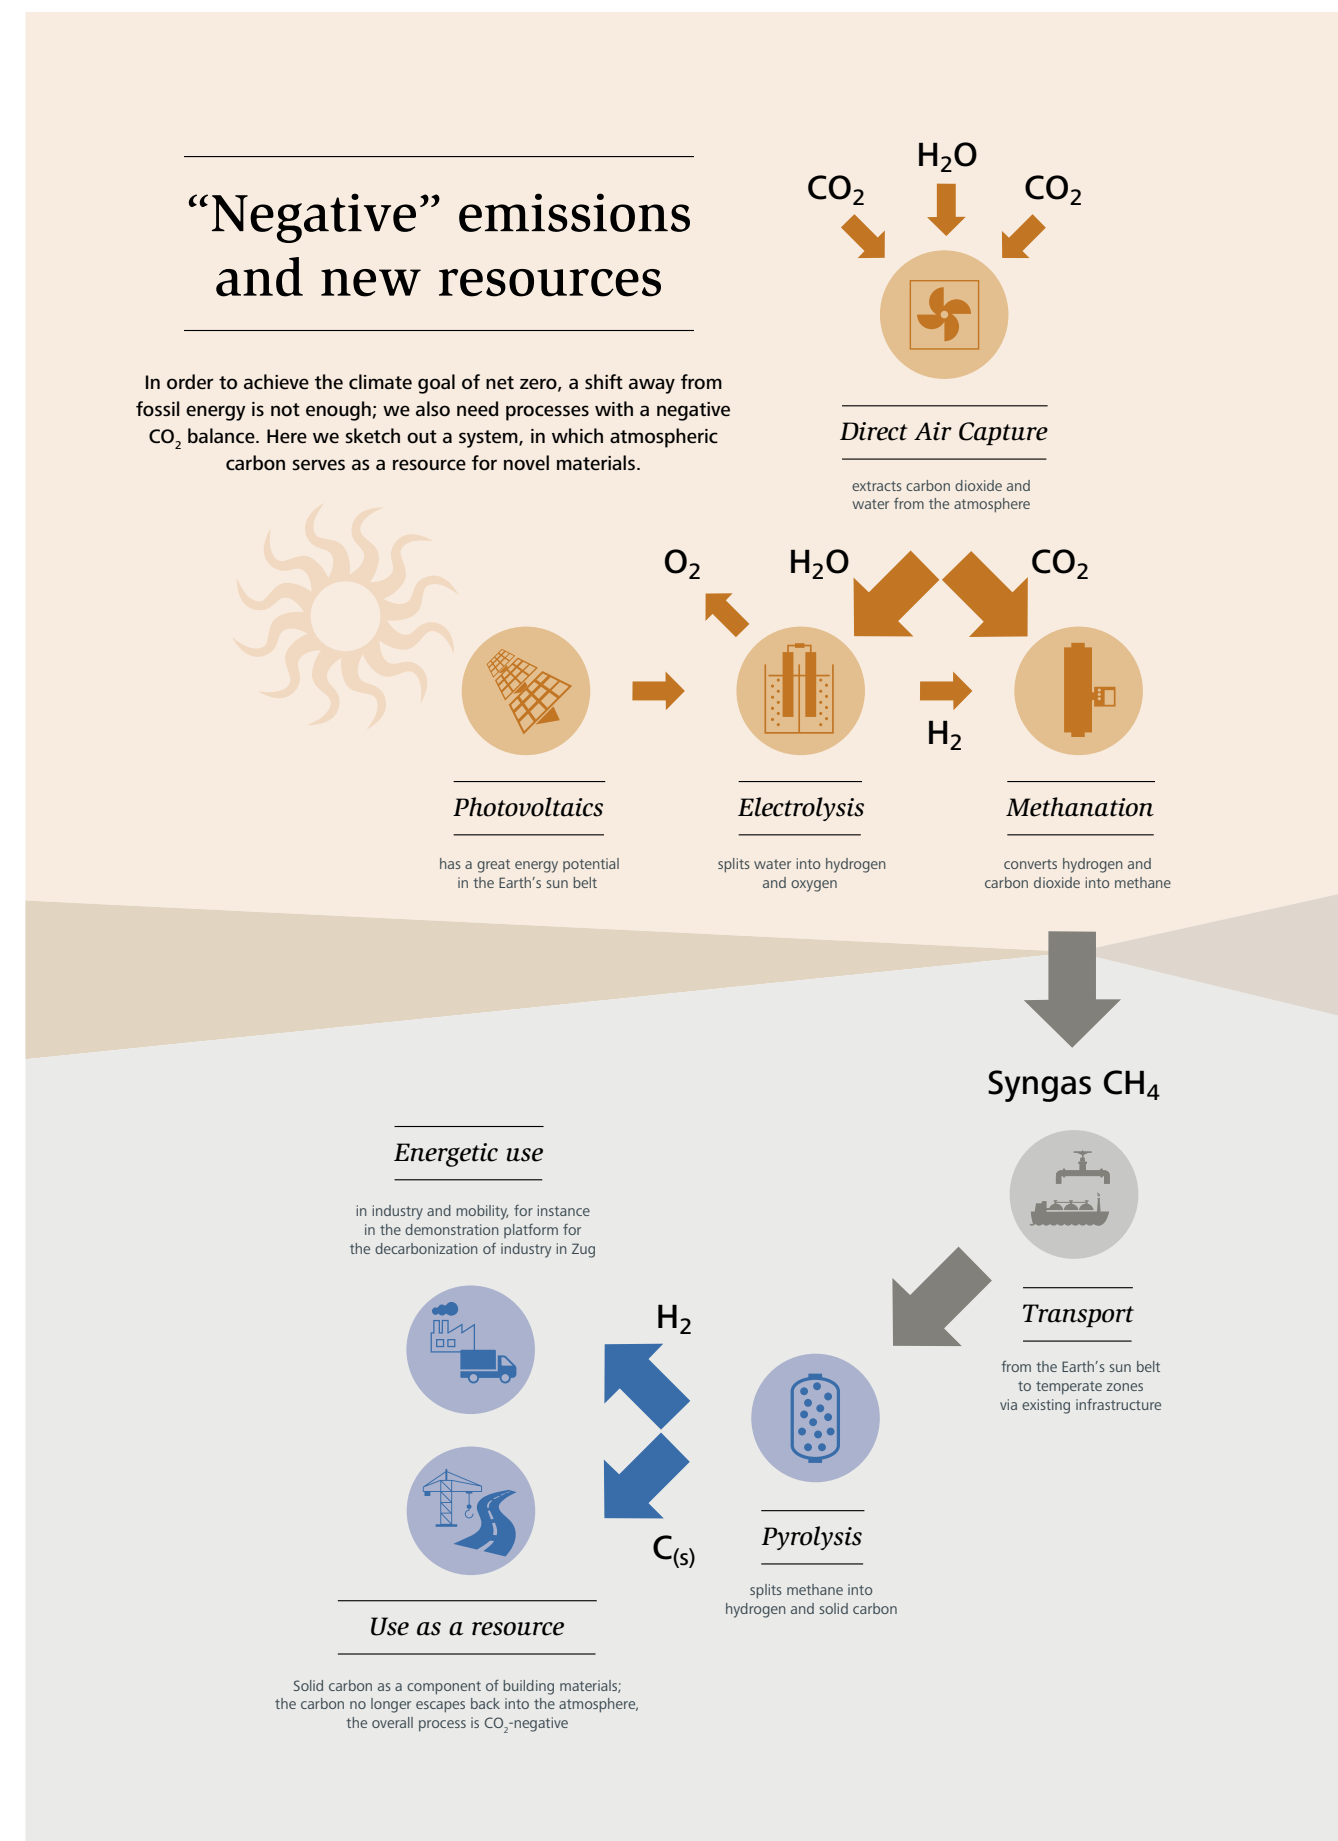 “Negative” emissions
and new resources
In order to achieve the climate goal of net zero, a shift away from
fossil energy is not enough; we also need processes with a negative
CO₂ balance. Here we sketch out a system, in which atmospheric
carbon serves as a resource for novel materials.
H₂O
CO₂
CO₂
Direct Air Capture
extracts carbon dioxide and
water from the atmosphere
O₂
H₂O
CO₂
H₂
Photovoltaics
has a great energy potential
in the Earth’s sun belt
Electrolysis
splits water into hydrogen
and oxygen
Methanation
converts hydrogen and
carbon dioxide into methane
Syngas CH₄
Transport
from the Earth’s sun belt
to temperate zones
via existing infrastructure
Pyrolysis
splits methane into
hydrogen and solid carbon
H₂
C₍ₛ₎
Energetic use
in industry and mobility, for instance
in the demonstration platform for
the decarbonization of industry in Zug
Use as a resource
Solid carbon as a component of building materials;
the carbon no longer escapes back into the atmosphere,
the overall process is CO₂-negative